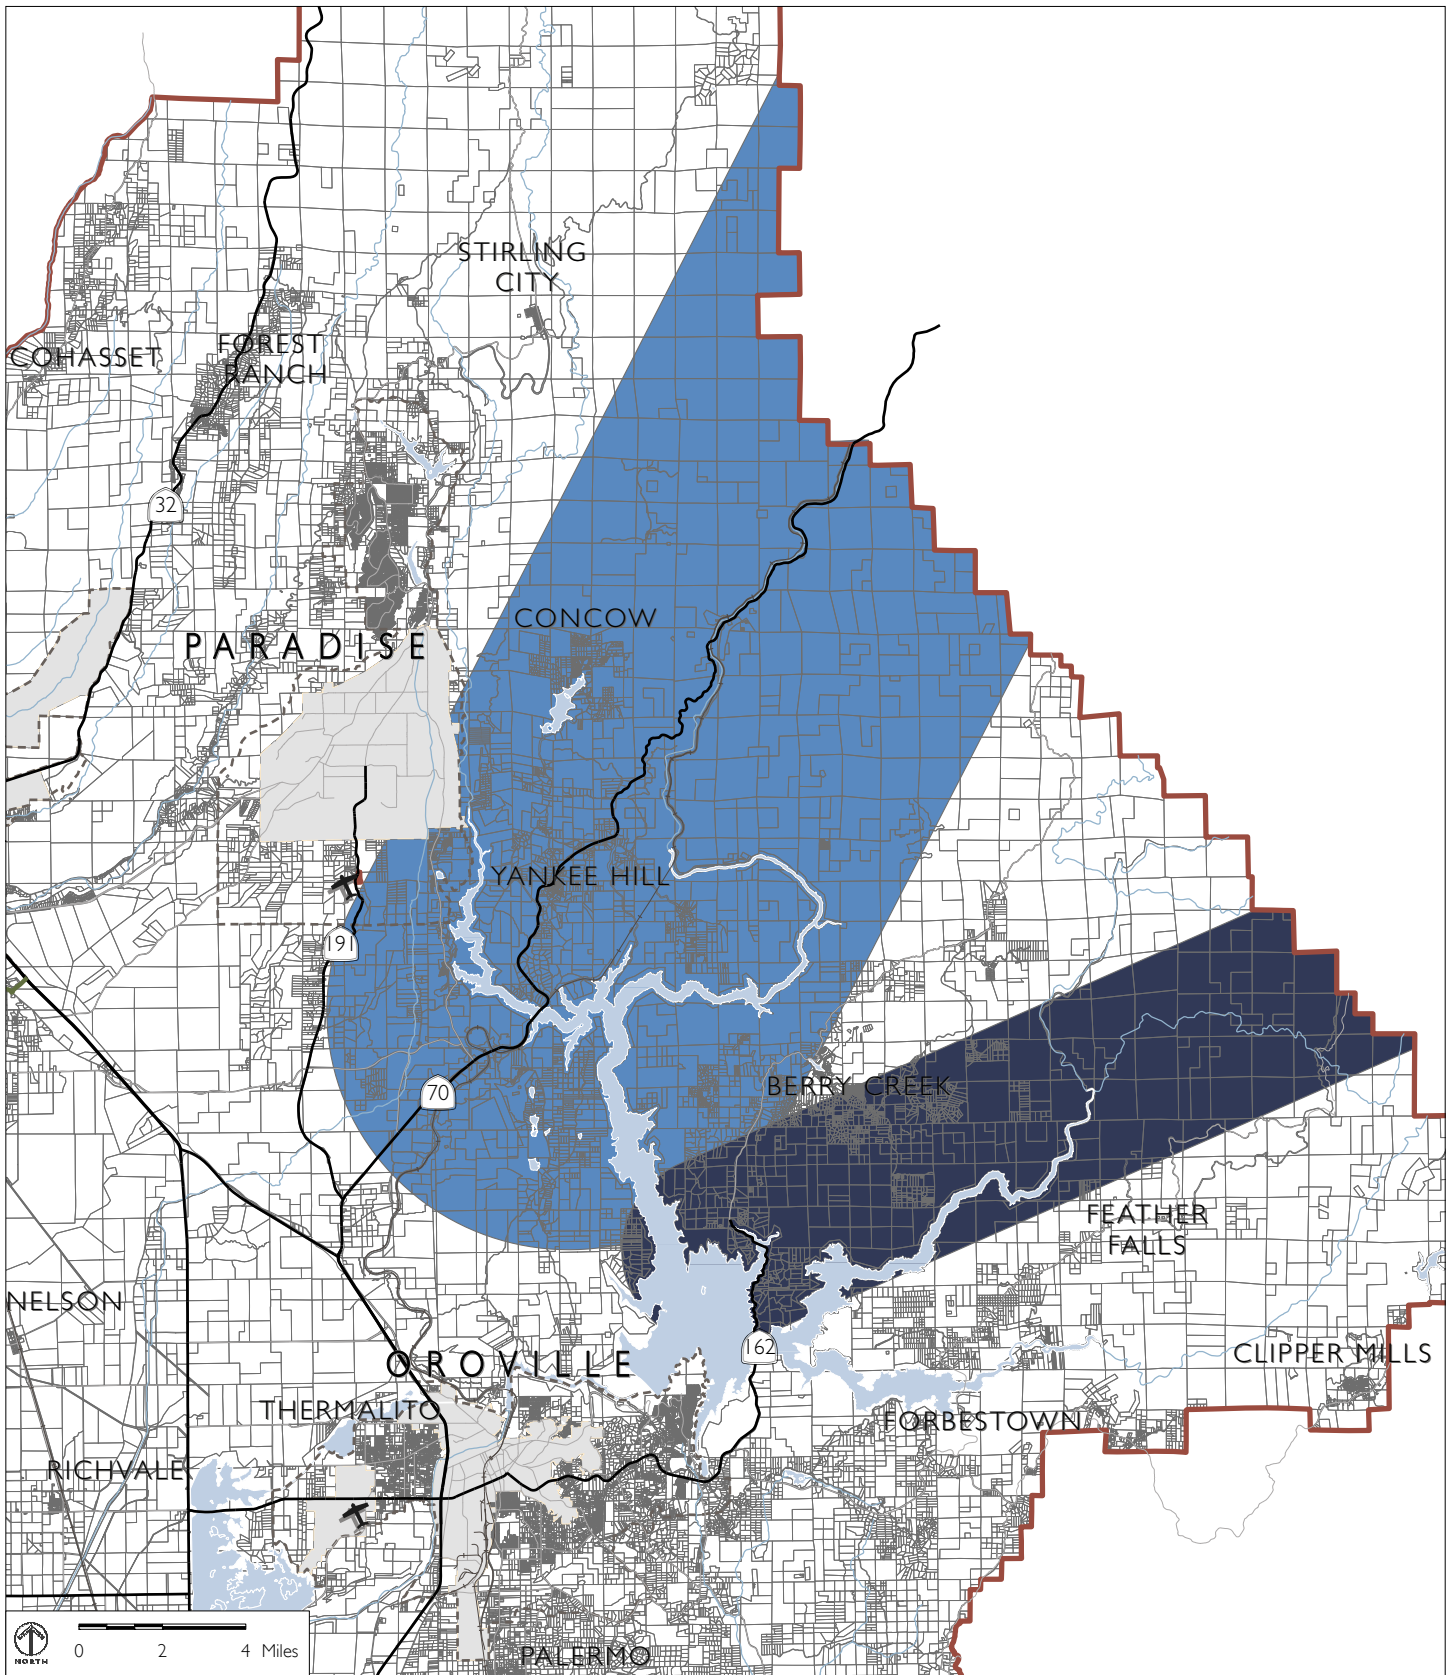 STIRLING
CITY
COHASSET
FOREST
RANCH
32
CONCOW
PARADISE
YANKEE HILL
191
70
BERRY CREEK
FEATHER
FALLS
NELSON
162
CLIPPER MILLS
OROVILLE
THERMALITO
FORBESTOWN
RICHVALE
NORTH
0 2 4 Miles
PALERMO